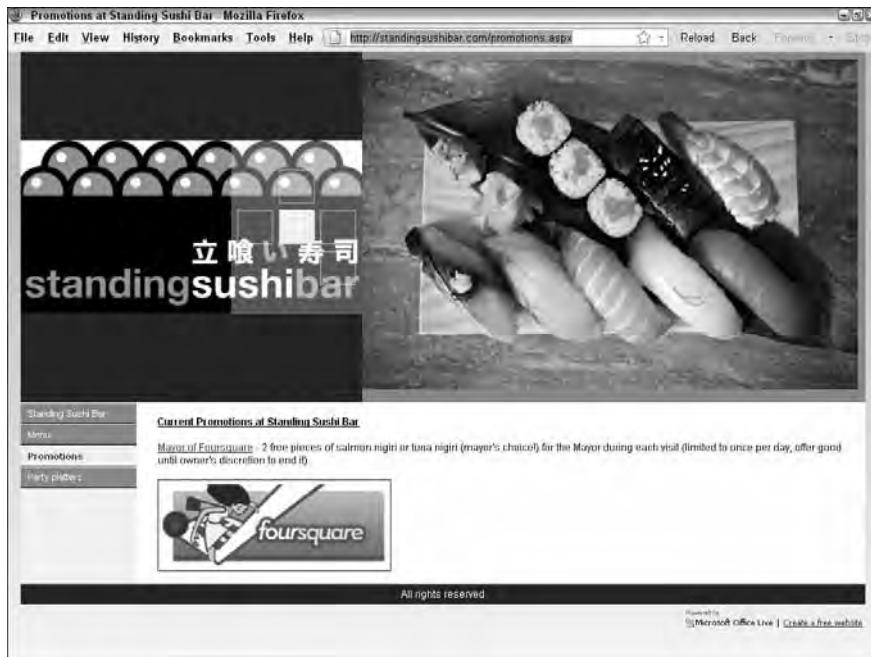 Promotions at Standing Sushi Bar - Mozilla Firefox
File Edit View History Bookmarks Tools Help http://standingsushibar.com/promotions.aspx Reload Back Forward Stop
立喰い寿司
standingsushibar
Standing Sushi Bar
Menu
Promotions
Party platters
Current Promotions at Standing Sushi Bar
Mayor of Foursquare - 2 free pieces of salmon nigiri or tuna nigiri (mayor's choice!) for the Mayor during each visit (limited to once per day, offer good
until owner's discretion to end it)
foursquare
All rights reserved
Powered by
Microsoft Office Live | Create a free website